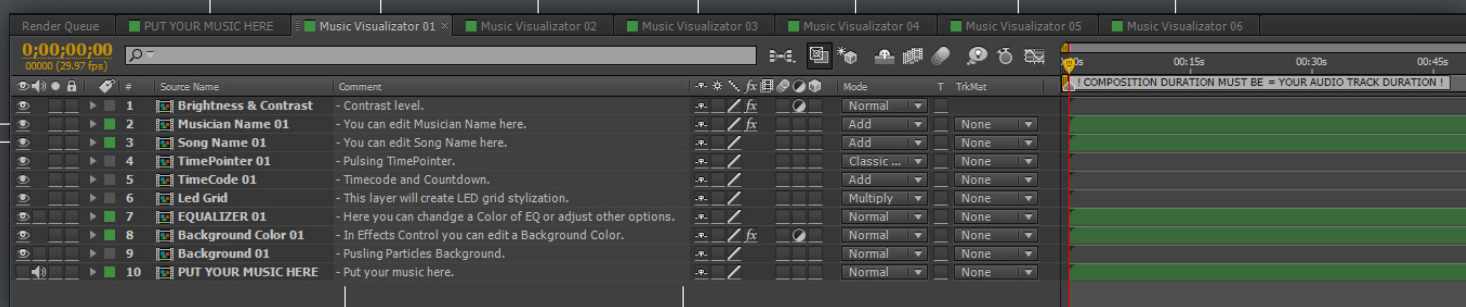 Render Queue PUT YOUR MUSIC HERE Music Visualizator 01 × Music Visualizator 02 Music Visualizator 03 Music Visualizator 04 Music Visualizator 05 Music Visualizator 06
0;00;00;00
00000 (29.97 fps)
00:15s 00:30s 00:45s
# Source Name Comment fx Mode T TrkMat
! COMPOSITION DURATION MUST BE = YOUR AUDIO TRACK DURATION !
1 Brightness & Contrast - Contrast level. fx Normal
2 Musician Name 01 - You can edit Musician Name here. fx Add None
3 Song Name 01 - You can edit Song Name here. Add None
4 TimePointer 01 - Pulsing TimePointer. Classic ... None
5 TimeCode 01 - Timecode and Countdown. Add None
6 Led Grid - This layer will create LED grid stylization. Multiply None
7 EQUALIZER 01 - Here you can chandge a Color of EQ or adjust other options. Normal None
8 Background Color 01 - In Effects Control you can edit a Background Color. fx Normal None
9 Background 01 - Pusling Particles Background. Normal None
10 PUT YOUR MUSIC HERE - Put your music here. Normal None